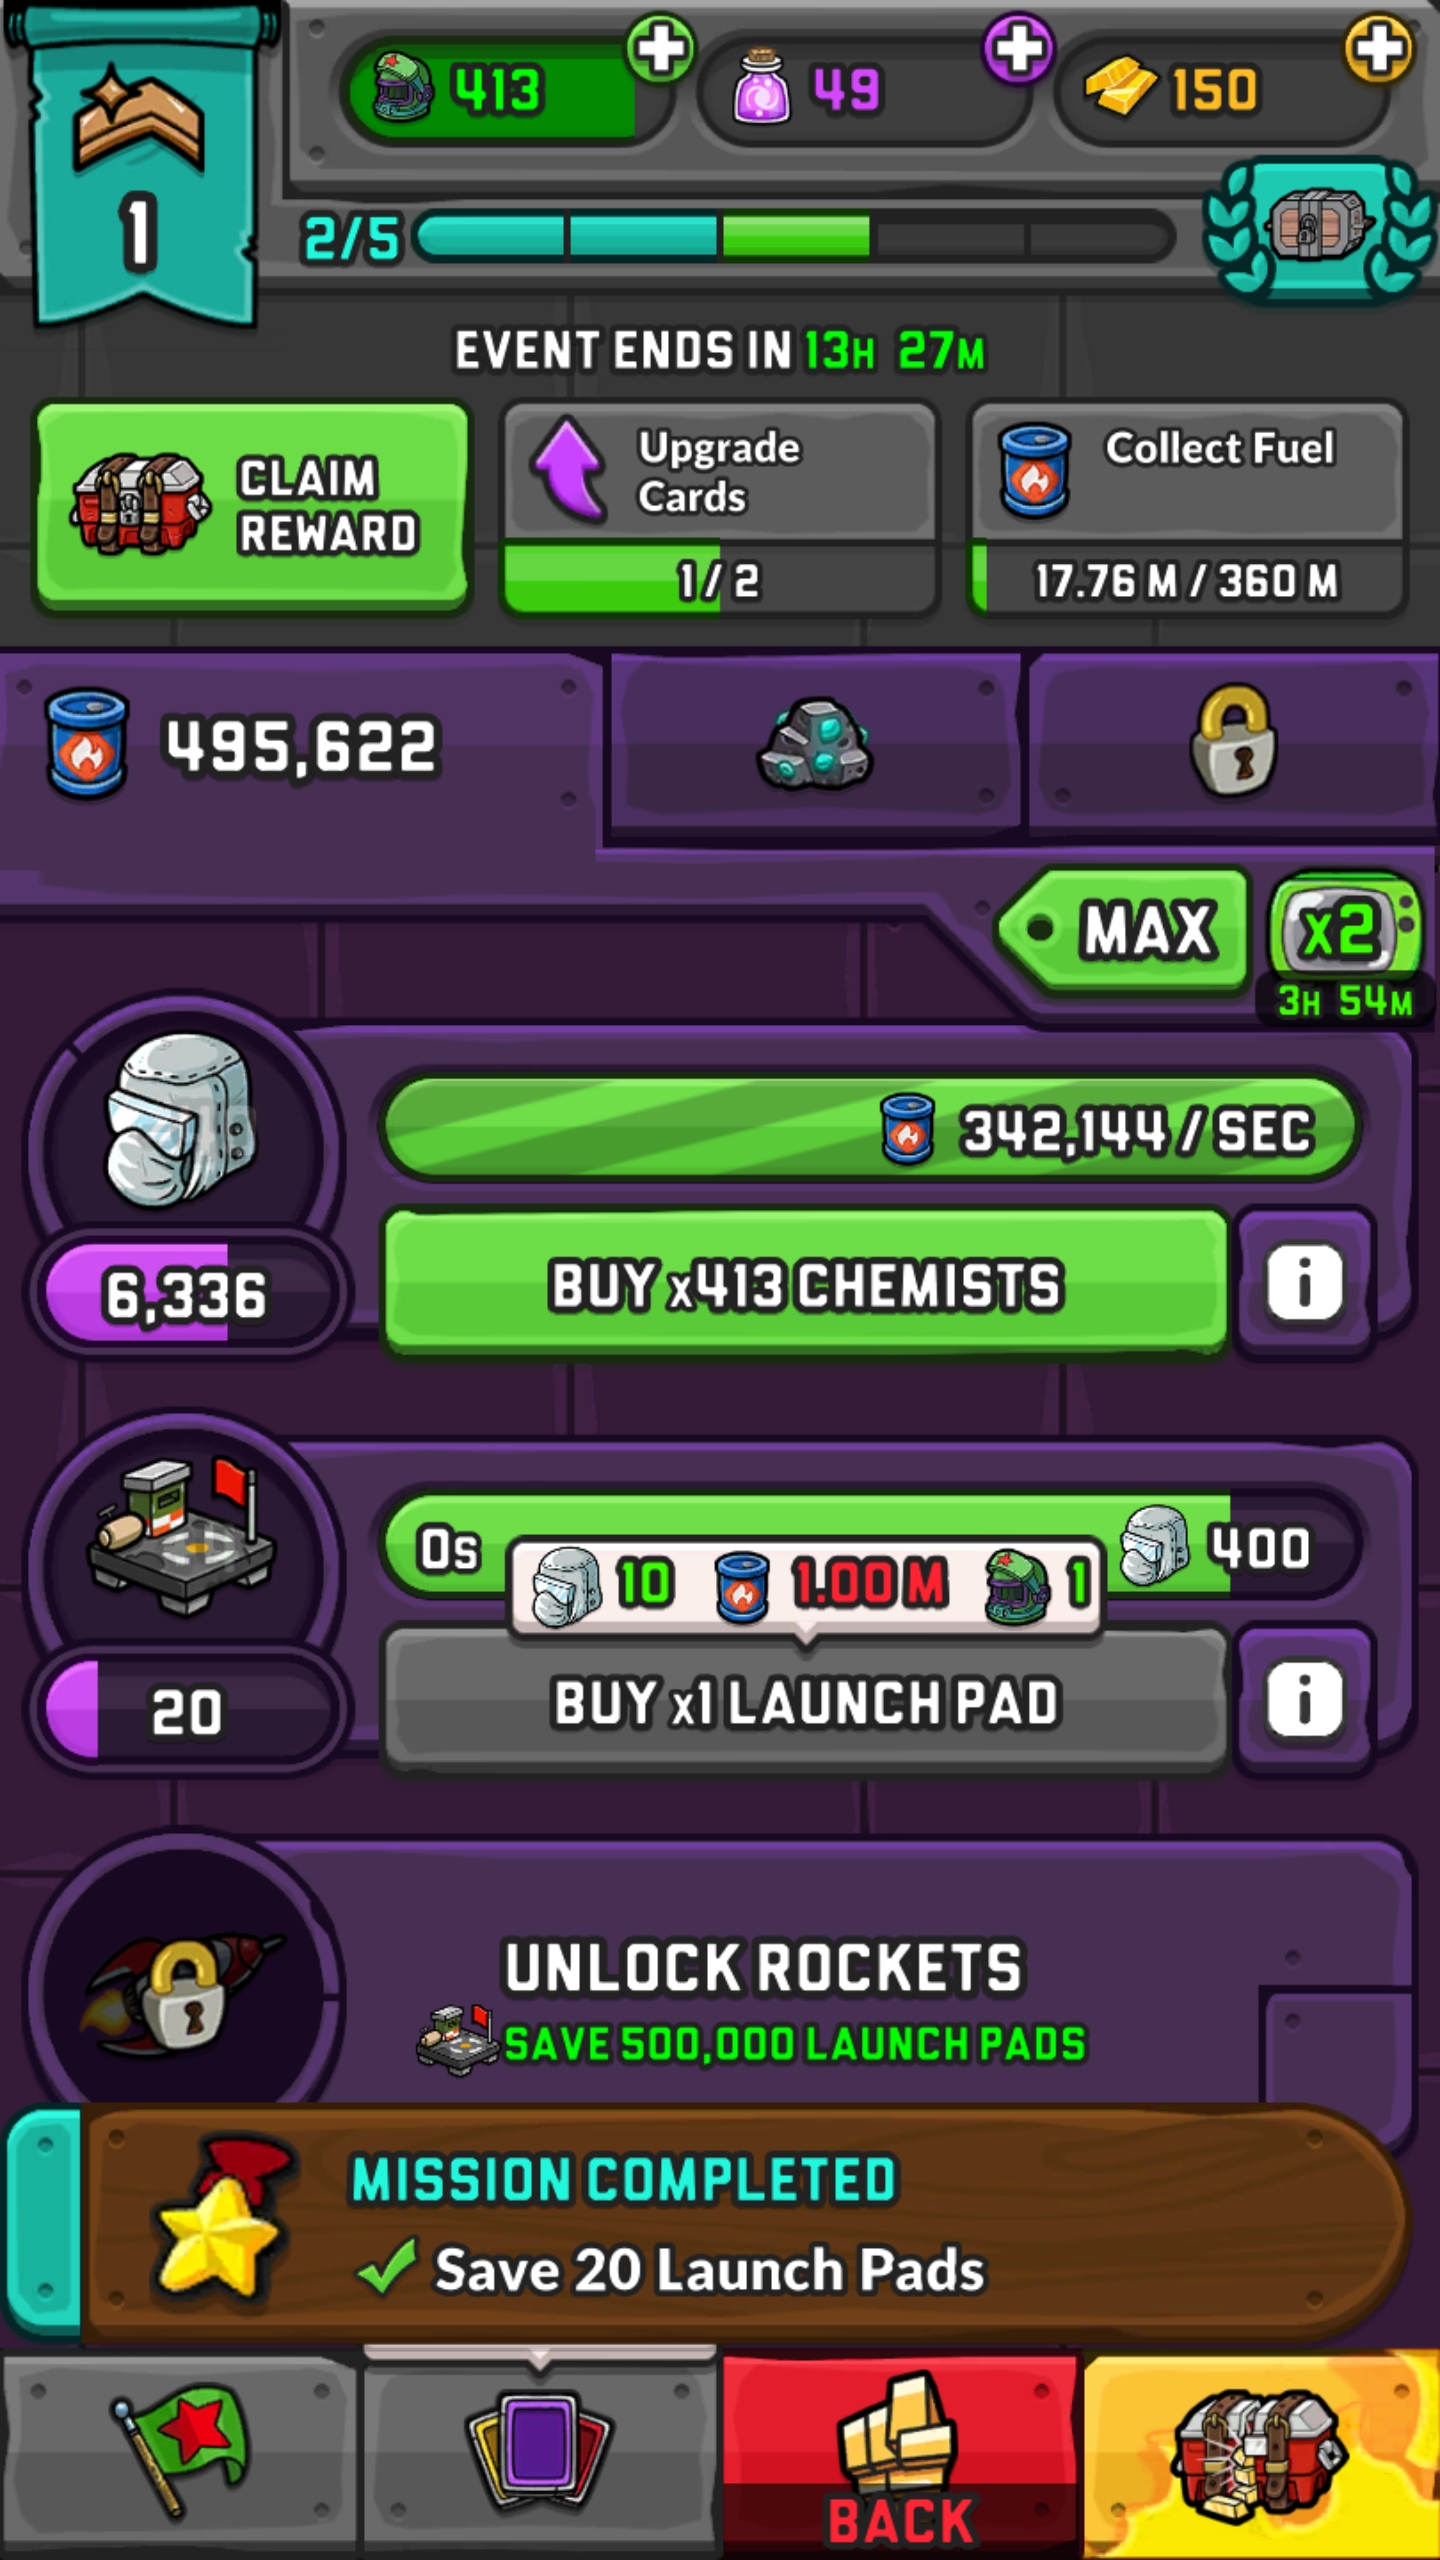 413
49
150
1
2/5
EVENT ENDS IN 13H 27M
CLAIM
REWARD
Upgrade
Cards
1 / 2
Collect Fuel
17.76 M / 360 M
495,622
MAX
x2
3H 54M
342,144 / SEC
6,336
BUY x413 CHEMISTS
i
0s
400
10
1.00 M
1
20
BUY x1 LAUNCH PAD
i
UNLOCK ROCKETS
SAVE 500,000 LAUNCH PADS
MISSION COMPLETED
Save 20 Launch Pads
BACK